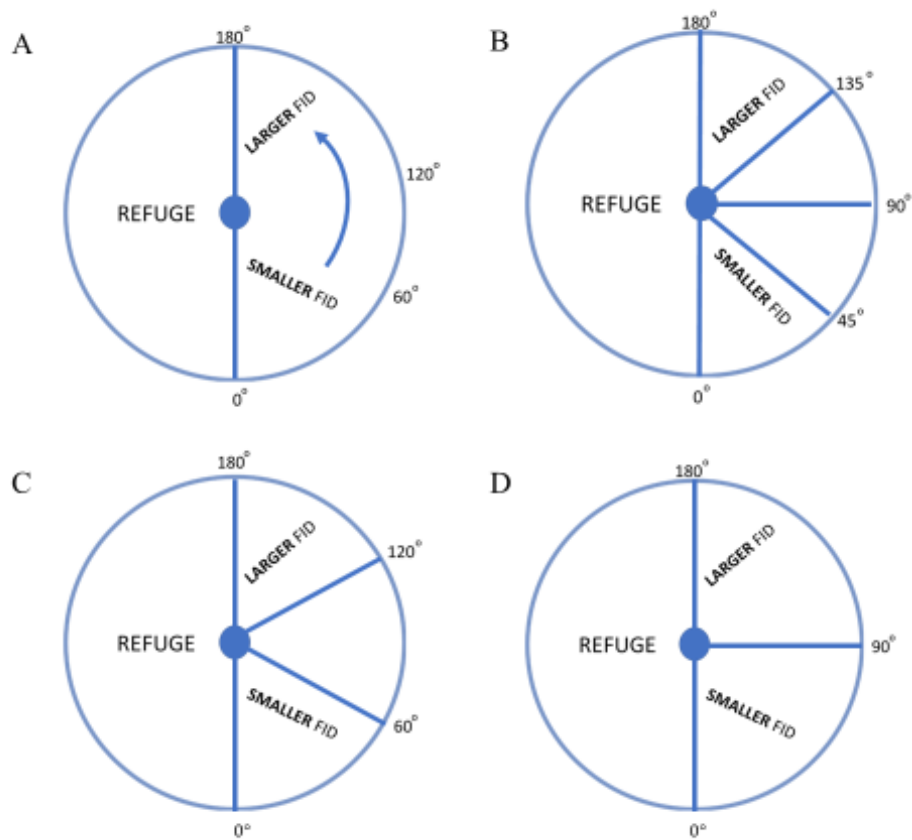 A
180°
LARGER FID
120°
REFUGE
SMALLER FID
60°
0°
B
180°
135°
LARGER FID
REFUGE
90°
SMALLER FID
45°
0°
C
180°
LARGER FID
120°
REFUGE
SMALLER FID
60°
0°
D
180°
LARGER FID
REFUGE
90°
SMALLER FID
0°